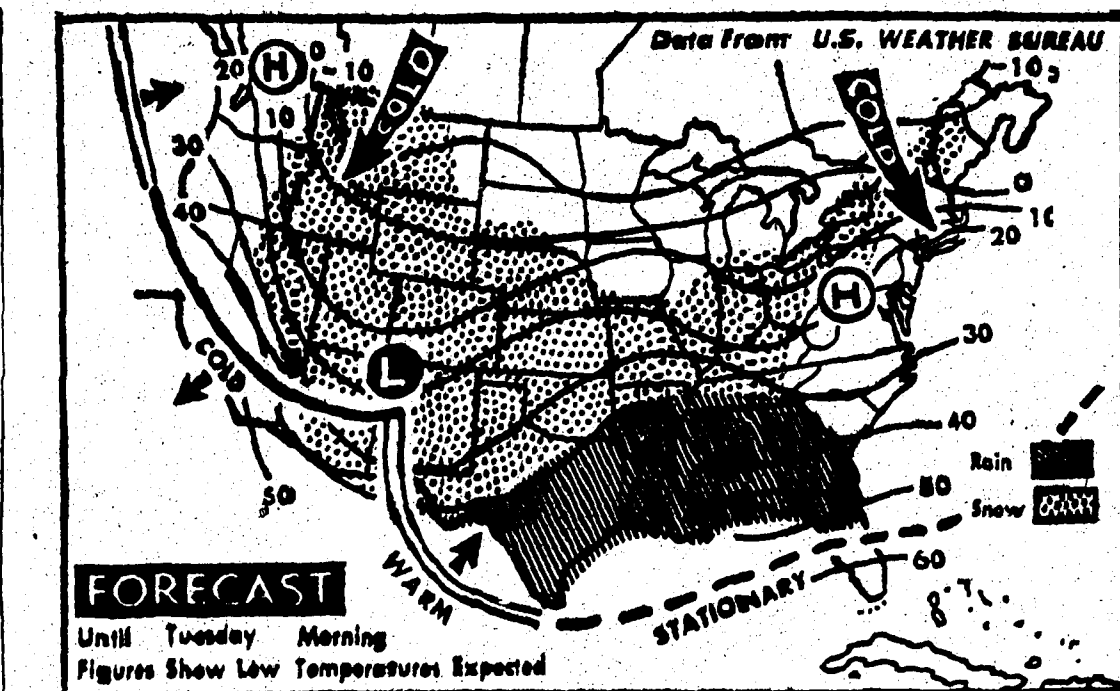 Data From U.S. WEATHER BUREAU
20
H
0
-10
COLD
COLD
-10
10
30
40
0
10
20
H
30
COLD
L
40
Rain
50
50
Snow
WARM
STATIONARY
60
FORECAST
Until Tuesday Morning
Figures Show Low Temperatures Expected